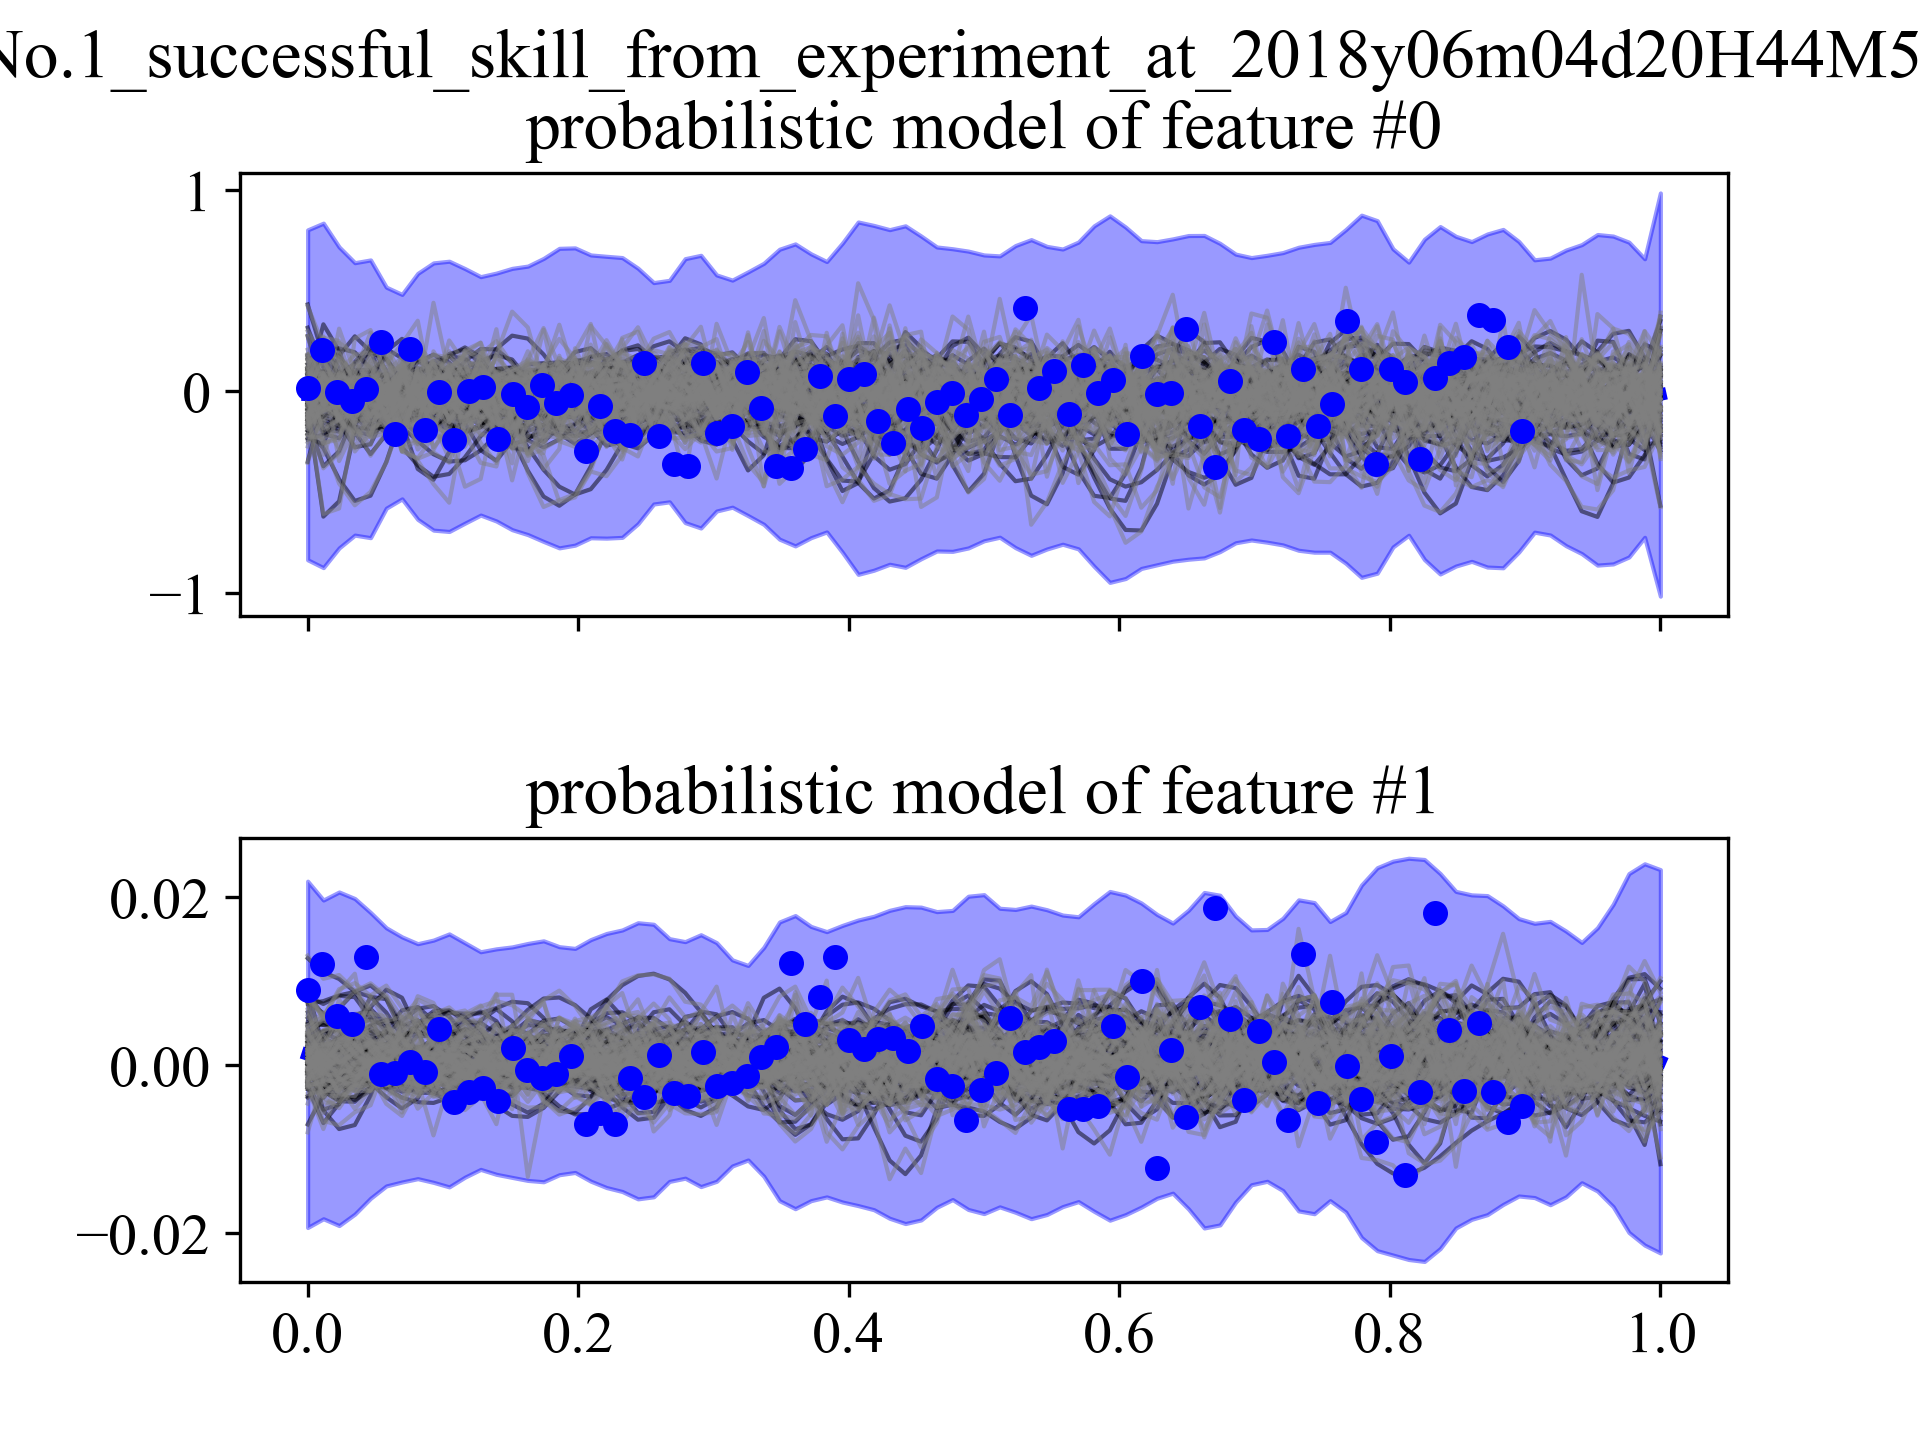 No.1_successful_skill_from_experiment_at_2018y06m04d20H44M5
probabilistic model of feature #0
1
0
−1
probabilistic model of feature #1
0.02
0.00
−0.02
0.0 0.2 0.4 0.6 0.8 1.0